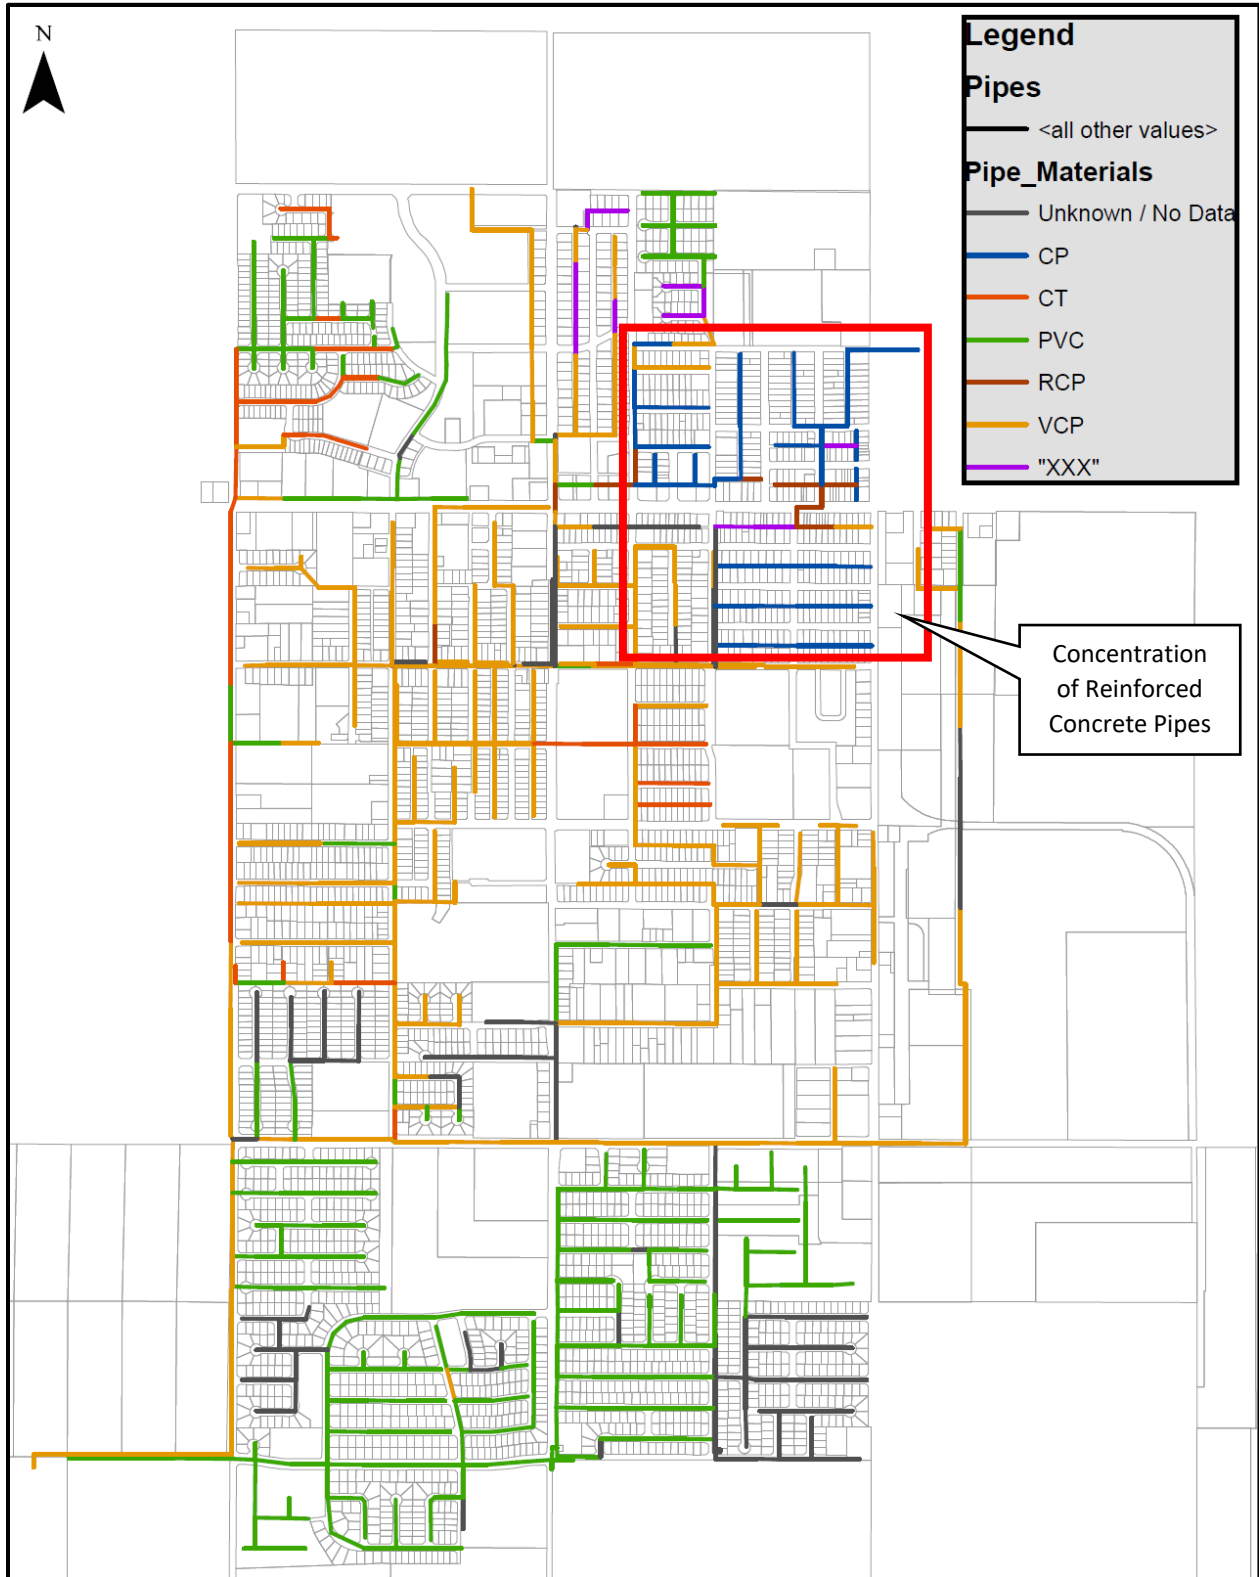 N
Legend
Pipes
<all other values>
Pipe_Materials
Unknown / No Data
CP
CT
PVC
RCP
VCP
"XXX"
Concentration
of Reinforced
Concrete Pipes